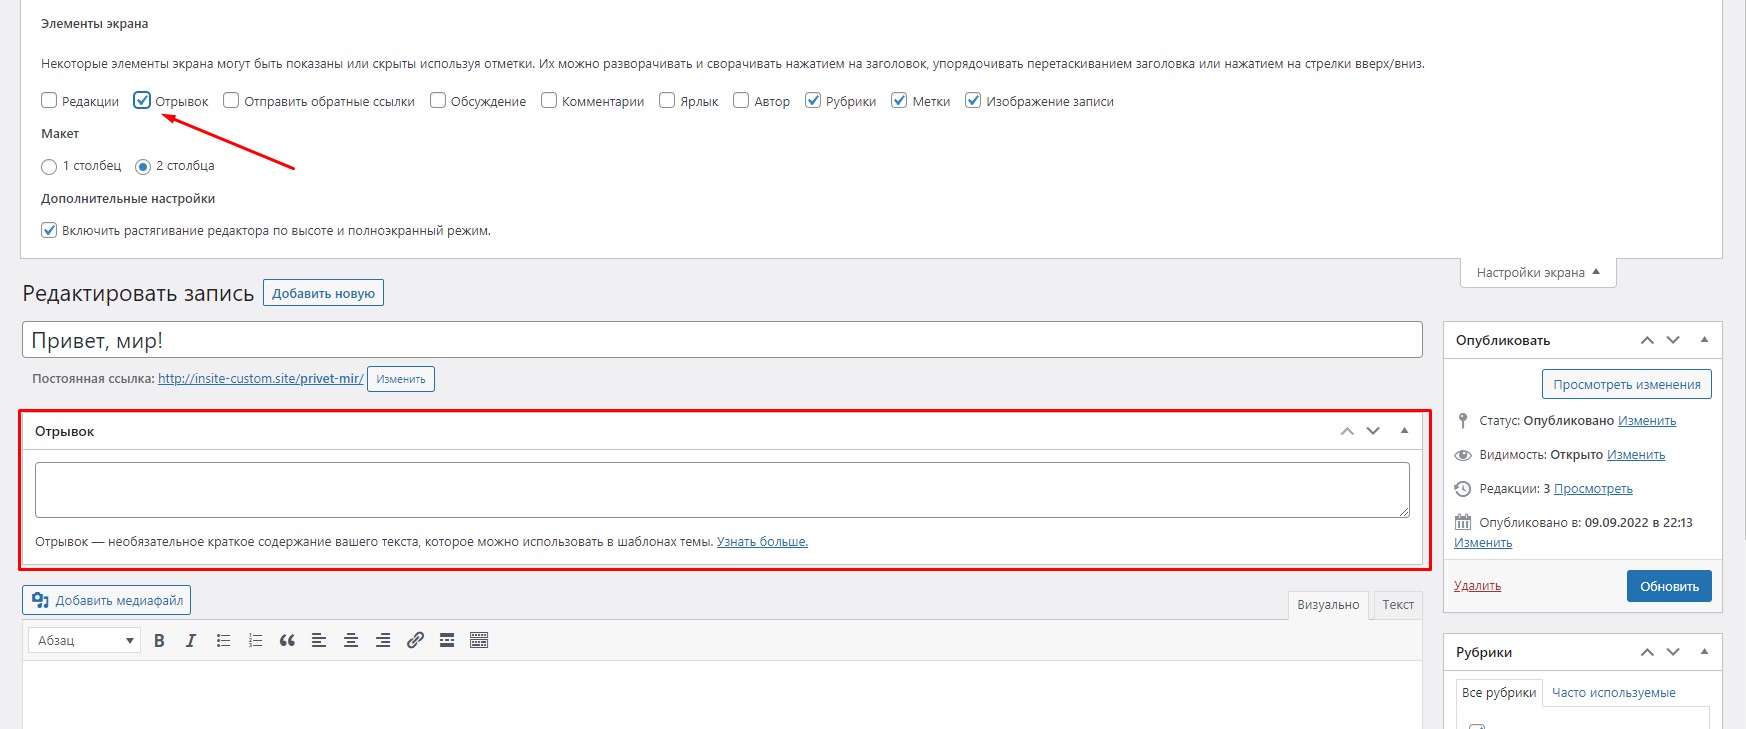 Элементы экрана
Некоторые элементы экрана могут быть показаны или скрыты используя отметки. Их можно разворачивать и сворачивать нажатием на заголовок, упорядочивать перетаскиванием заголовка или нажатием на стрелки вверх/вниз.
Редакции Отрывок Отправить обратные ссылки Обсуждение Комментарии Ярлык Автор Рубрики Метки Изображение записи
Макет
1 столбец 2 столбца
Дополнительные настройки
Включить растягивание редактора по высоте и полноэкранный режим.
Настройки экрана
Редактировать запись Добавить новую
Привет, мир!
Постоянная ссылка: http://insite-custom.site/privet-mir/ Изменить
Отрывок
Отрывок — необязательное краткое содержание вашего текста, которое можно использовать в шаблонах темы. Узнать больше.
Добавить медиафайл
Визуально Текст
Абзац B I
Опубликовать
Просмотреть изменения
Статус: Опубликовано Изменить
Видимость: Открыто Изменить
Редакции: 3 Просмотреть
Опубликовано в: 09.09.2022 в 22:13
Изменить
Удалить Обновить
Рубрики
Все рубрики Часто используемые